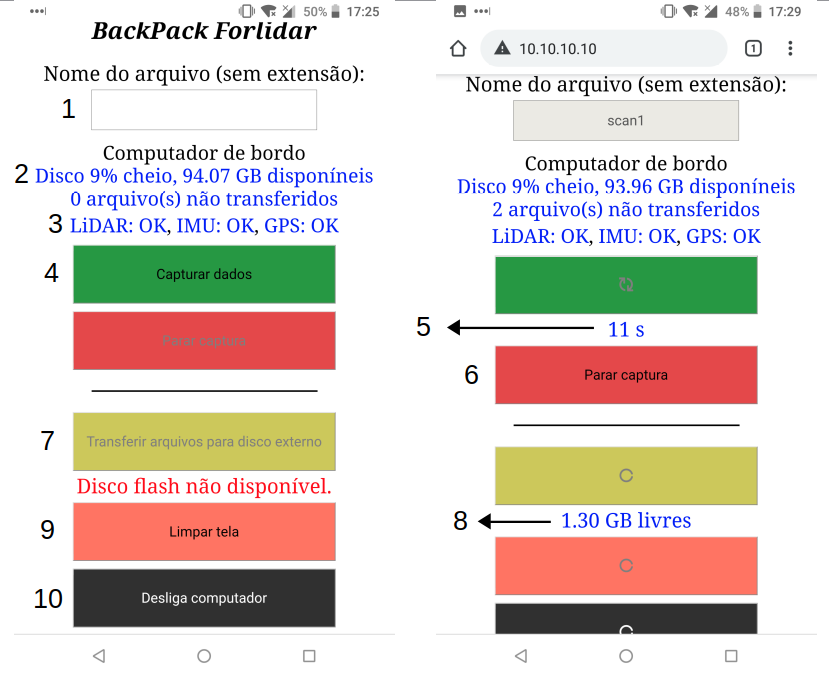 50% 17:25
BackPack Forlidar
Nome do arquivo (sem extensão):
1
Computador de bordo
2 Disco 9% cheio, 94.07 GB disponíneis
0 arquivo(s) não transferidos
3 LiDAR: OK, IMU: OK, GPS: OK
4 Capturar dados
Parar captura
7 Transferir arquivos para disco externo
Disco flash não disponível.
9 Limpar tela
10 Desliga computador
48% 17:29
10.10.10.10 1
Nome do arquivo (sem extensão):
scan1
Computador de bordo
Disco 9% cheio, 93.96 GB disponíneis
2 arquivo(s) não transferidos
LiDAR: OK, IMU: OK, GPS: OK
5 11 s
6 Parar captura
8 1.30 GB livres